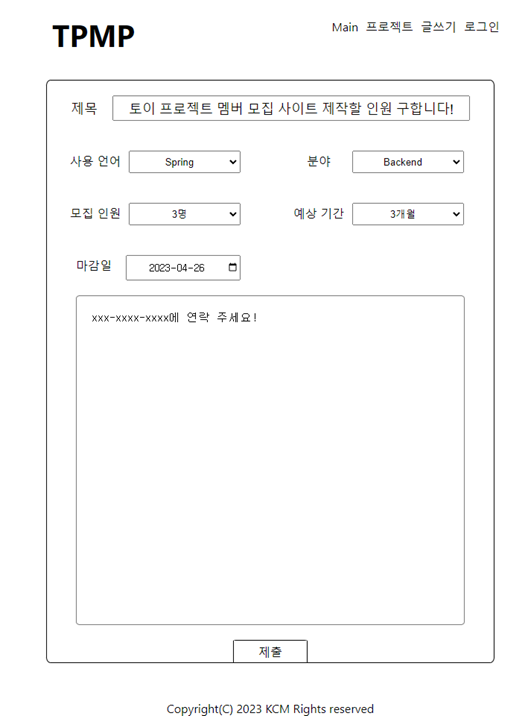 TPMP
Main 프로젝트 글쓰기 로그인
제목 토이 프로젝트 멤버 모집 사이트 제작할 인원 구합니다!
사용 언어 Spring 분야 Backend
모집 인원 3명 예상 기간 3개월
마감일 2023-04-26
xxx-xxxx-xxxx에 연락 주세요!
제출
Copyright(C) 2023 KCM Rights reserved